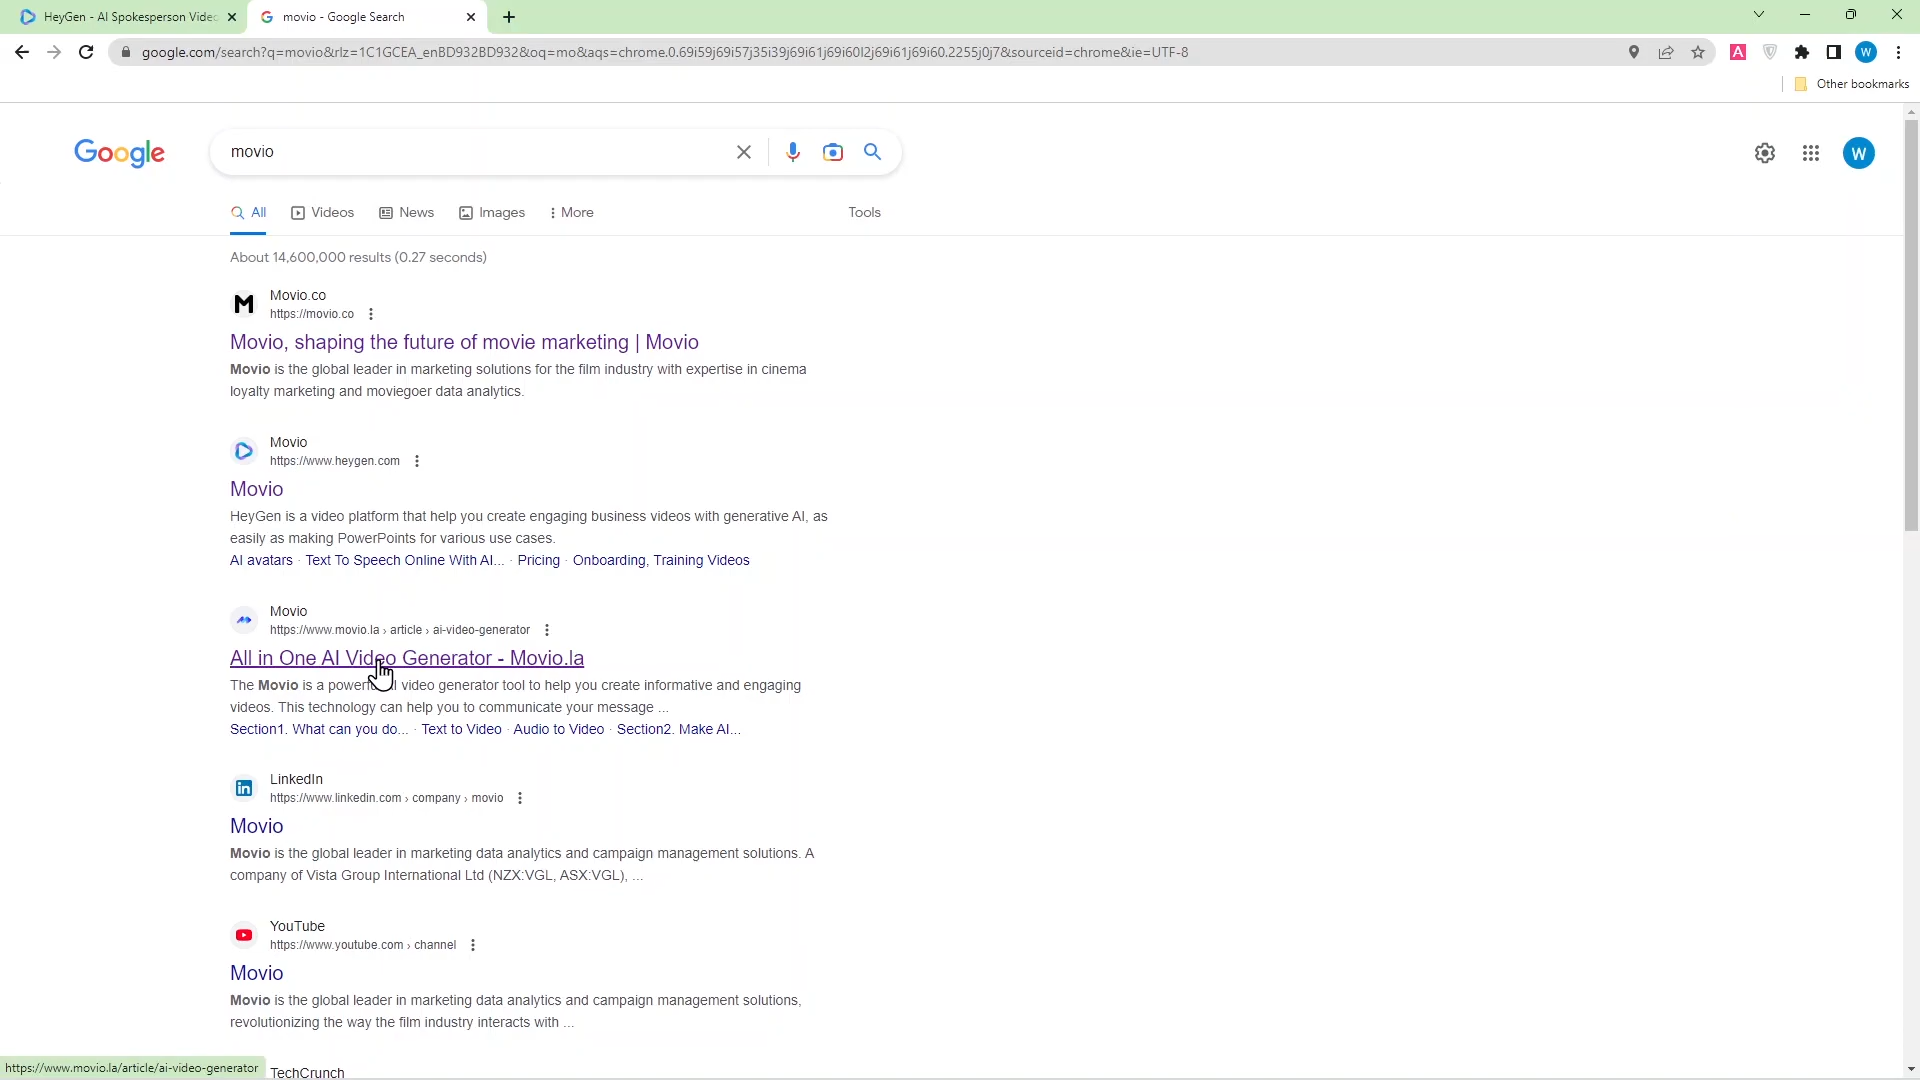 HeyGen - AI Spokesperson Video
movio - Google Search
google.com/search?q=movio&rlz=1C1GCEA_enBD932BD932&oq=mo&aqs=chrome.0.69i59j69i57j35i39j69i61j69i60l2j69i61j69i60.2255j0j7&sourceid=chrome&ie=UTF-8
A
W
Other bookmarks
Google
movio
W
All
Videos
News
Images
More
Tools
About 14,600,000 results (0.27 seconds)
M
Movio.co
https://movio.co
Movio, shaping the future of movie marketing | Movio
Movio is the global leader in marketing solutions for the film industry with expertise in cinema
loyalty marketing and moviegoer data analytics.
Movio
https://www.heygen.com
Movio
HeyGen is a video platform that help you create engaging business videos with generative AI, as
easily as making PowerPoints for various use cases.
AI avatars · Text To Speech Online With AI... · Pricing · Onboarding, Training Videos
Movio
https://www.movio.la › article › ai-video-generator
All in One AI Video Generator - Movio.la
The Movio is a video generator tool to help you create informative and engaging
videos. This technology can help you to communicate your message ...
Section1. What can you do... · Text to Video · Audio to Video · Section2. Make AI...
in
LinkedIn
https://www.linkedin.com › company › movio
Movio
Movio is the global leader in marketing data analytics and campaign management solutions. A
company of Vista Group International Ltd (NZX:VGL, ASX:VGL), ...
YouTube
https://www.youtube.com › channel
Movio
Movio is the global leader in marketing data analytics and campaign management solutions,
revolutionizing the way the film industry interacts with ...
https://www.movio.la/article/ai-video-generator
TechCrunch